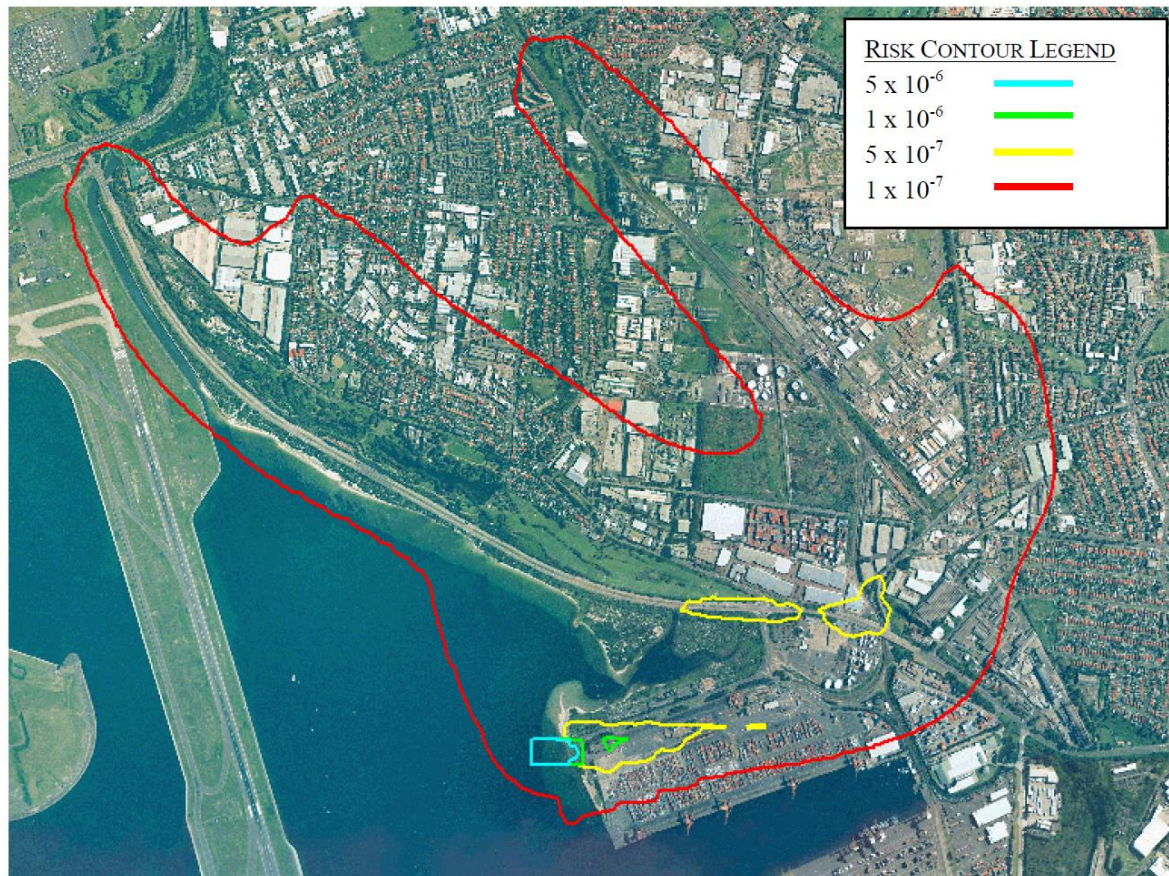 RISK CONTOUR LEGEND
5 x 10⁻⁶
1 x 10⁻⁶
5 x 10⁻⁷
1 x 10⁻⁷